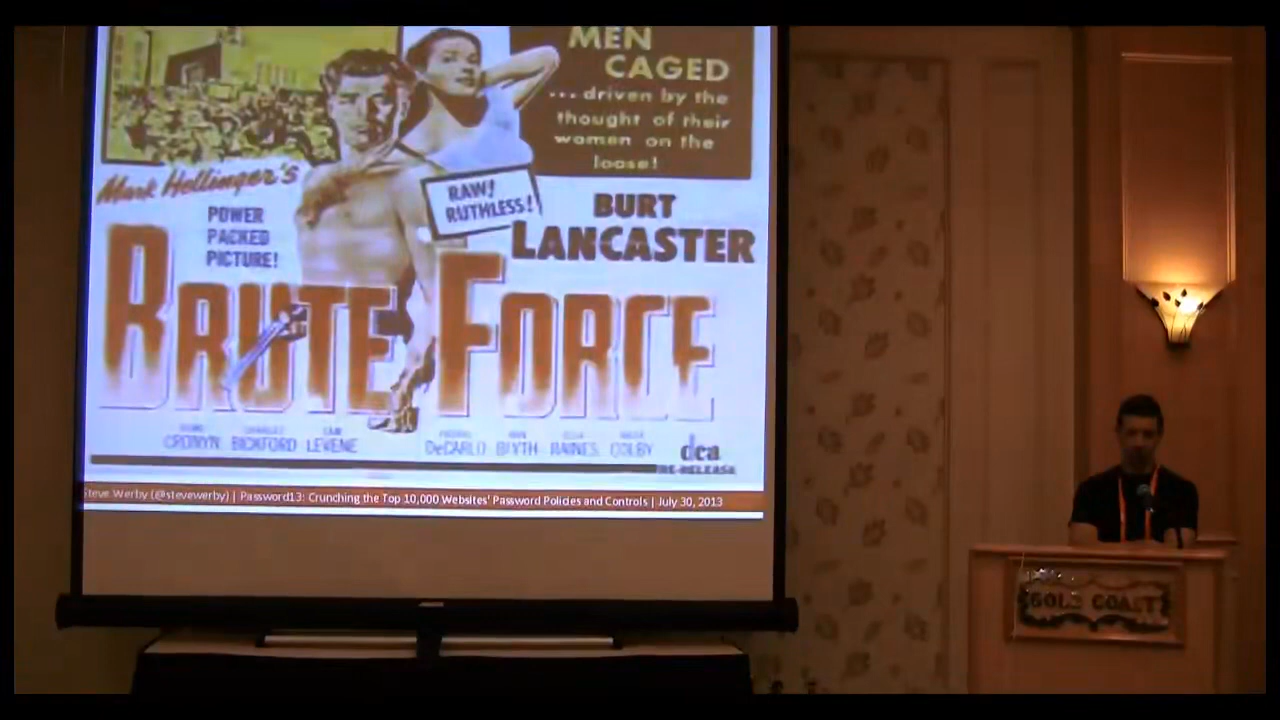 MEN
CAGED
...driven by the
thought of their
women on the
loose!
Mark Hellinger's
POWER
PACKED
PICTURE!
RAW!
RUTHLESS!
BURT
LANCASTER
BRUTE FORCE
CRONYN BICKFORD LEVENE
DeCARLO BLYTH RAINES COLBY
dca
RE-RELEASE
Steve Werby (@stevewerby) | Password13: Crunching the Top 10,000 Websites' Password Policies and Controls | July 30, 2013
GOLD COAST